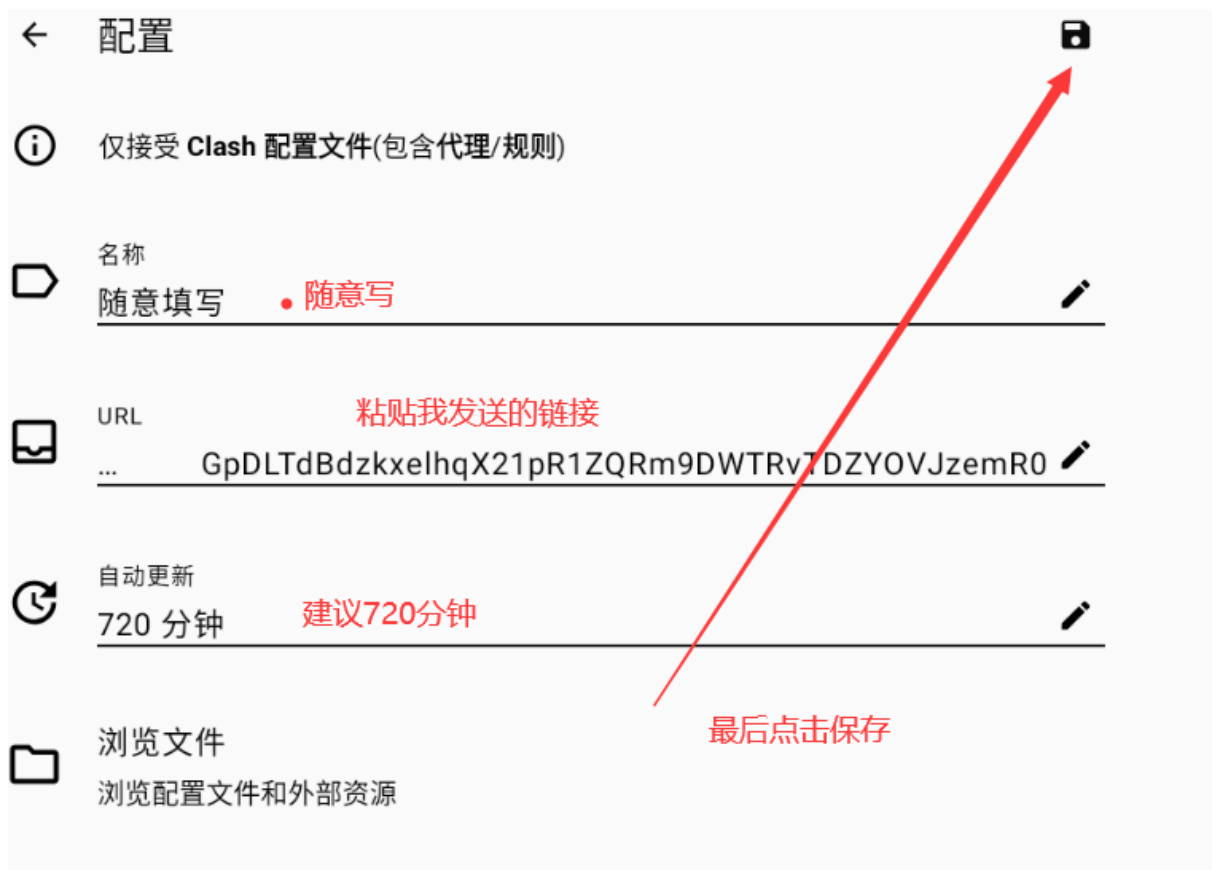 配置
仅接受 Clash 配置文件(包含代理/规则)
名称
随意填写
随意写
URL
粘贴我发送的链接
... GpDLTdBdzkxelhqX21pR1ZQRm9DWTRvTDZYOVJzemR0
自动更新
720 分钟
建议720分钟
最后点击保存
浏览文件
浏览配置文件和外部资源